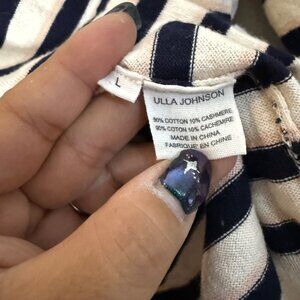 L
ULLA JOHNSON
90% COTTON 10% CASHMERE
90% COTON 10% CACHEMIRE
MADE IN CHINA
FABRIQUÉ EN CHINE